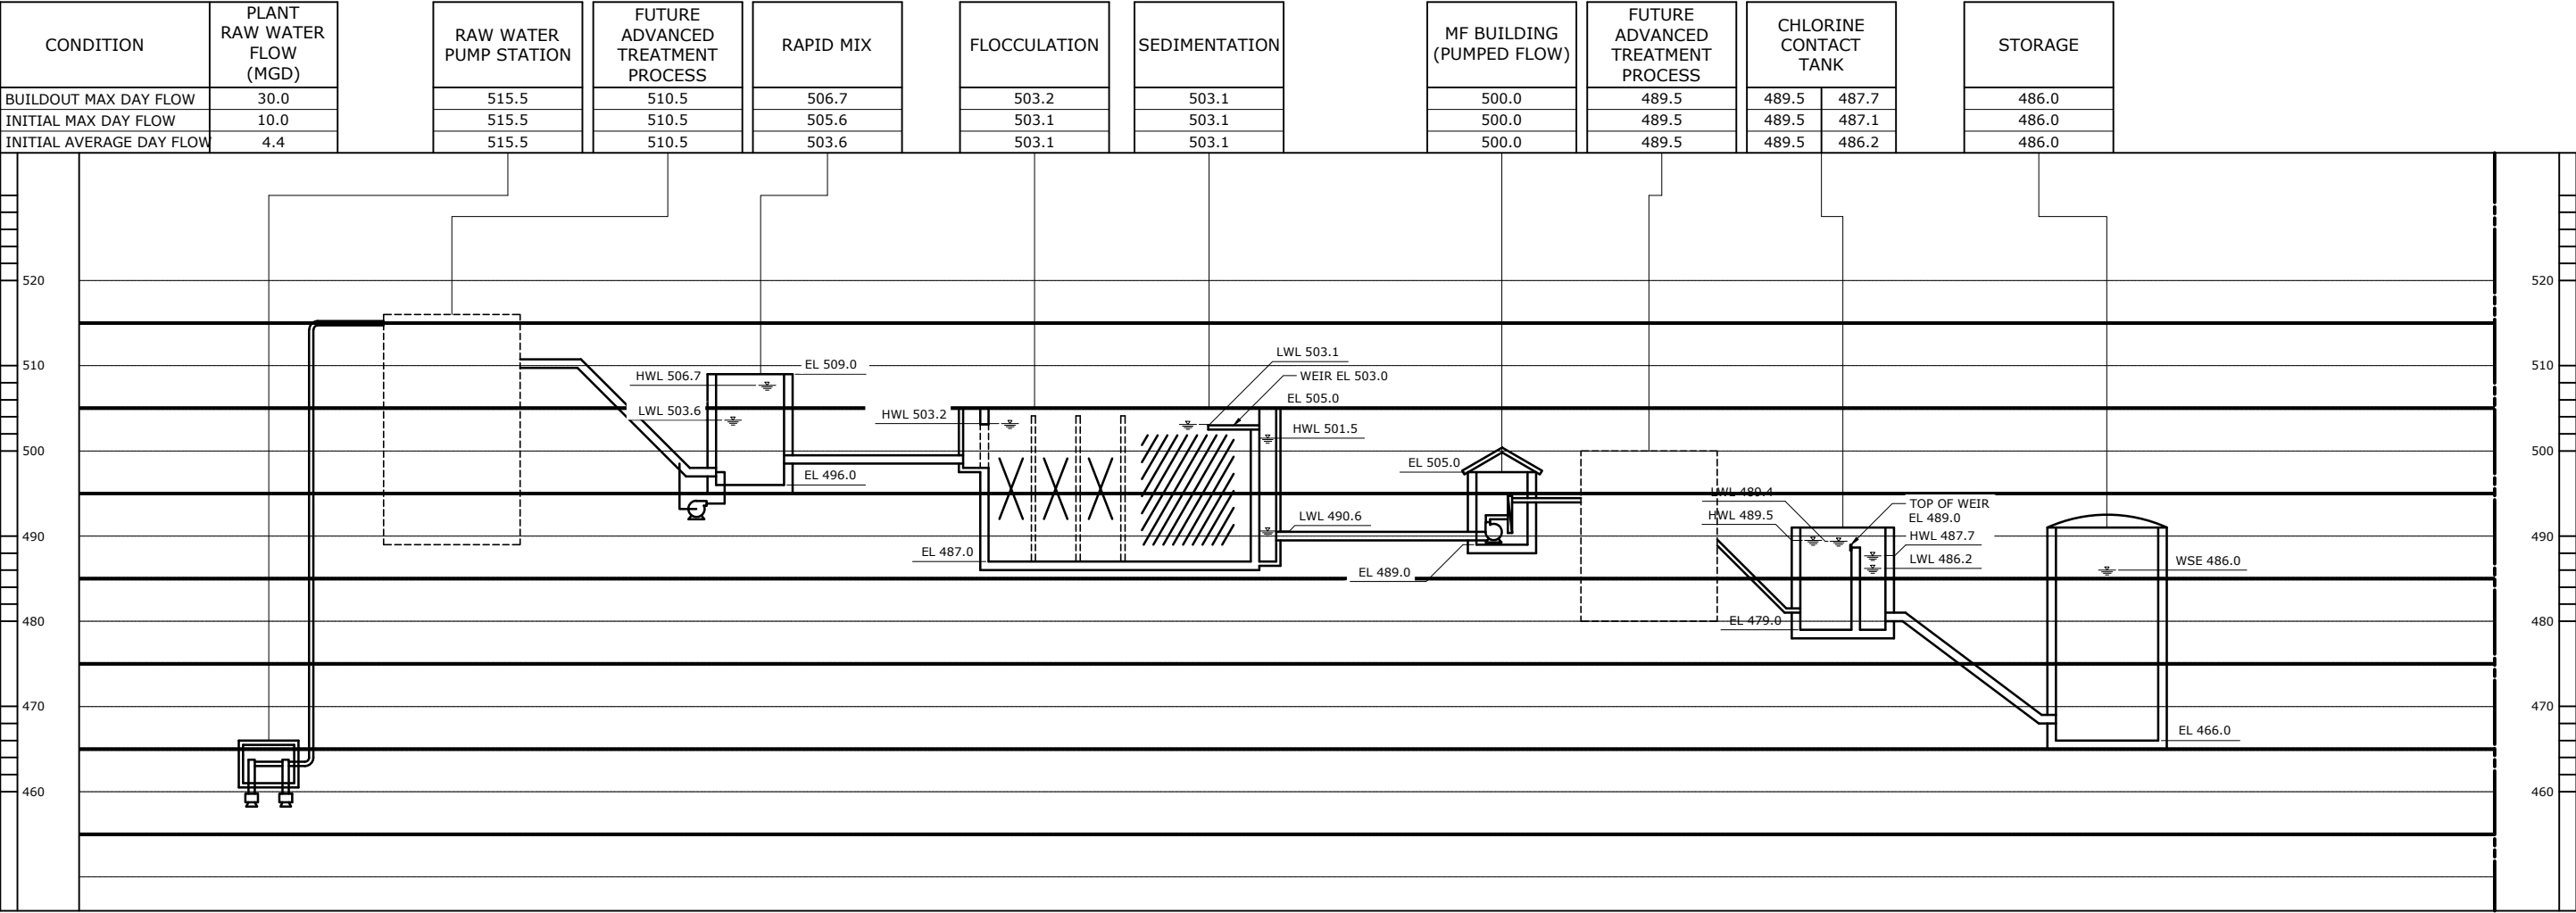 CONDITION
PLANT
RAW WATER
FLOW
(MGD)
RAW WATER
PUMP STATION
FUTURE
ADVANCED
TREATMENT
PROCESS
RAPID MIX
FLOCCULATION
SEDIMENTATION
MF BUILDING
(PUMPED FLOW)
FUTURE
ADVANCED
TREATMENT
PROCESS
CHLORINE
CONTACT
TANK
STORAGE
BUILDOUT MAX DAY FLOW 30.0 515.5 510.5 506.7 503.2 503.1 500.0 489.5 489.5 487.7 486.0
INITIAL MAX DAY FLOW 10.0 515.5 510.5 505.6 503.1 503.1 500.0 489.5 489.5 487.1 486.0
INITIAL AVERAGE DAY FLOW 4.4 515.5 510.5 503.6 503.1 503.1 500.0 489.5 489.5 486.2 486.0
520 520
510 510
500 500
490 490
480 480
470 470
460 460
HWL 506.7
EL 509.0
LWL 503.6
EL 496.0
HWL 503.2
EL 487.0
LWL 503.1
WEIR EL 503.0
EL 505.0
HWL 501.5
LWL 490.6
EL 505.0
EL 489.0
LWL 489.4
HWL 489.5
TOP OF WEIR
EL 489.0
HWL 487.7
LWL 486.2
EL 479.0
WSE 486.0
EL 466.0